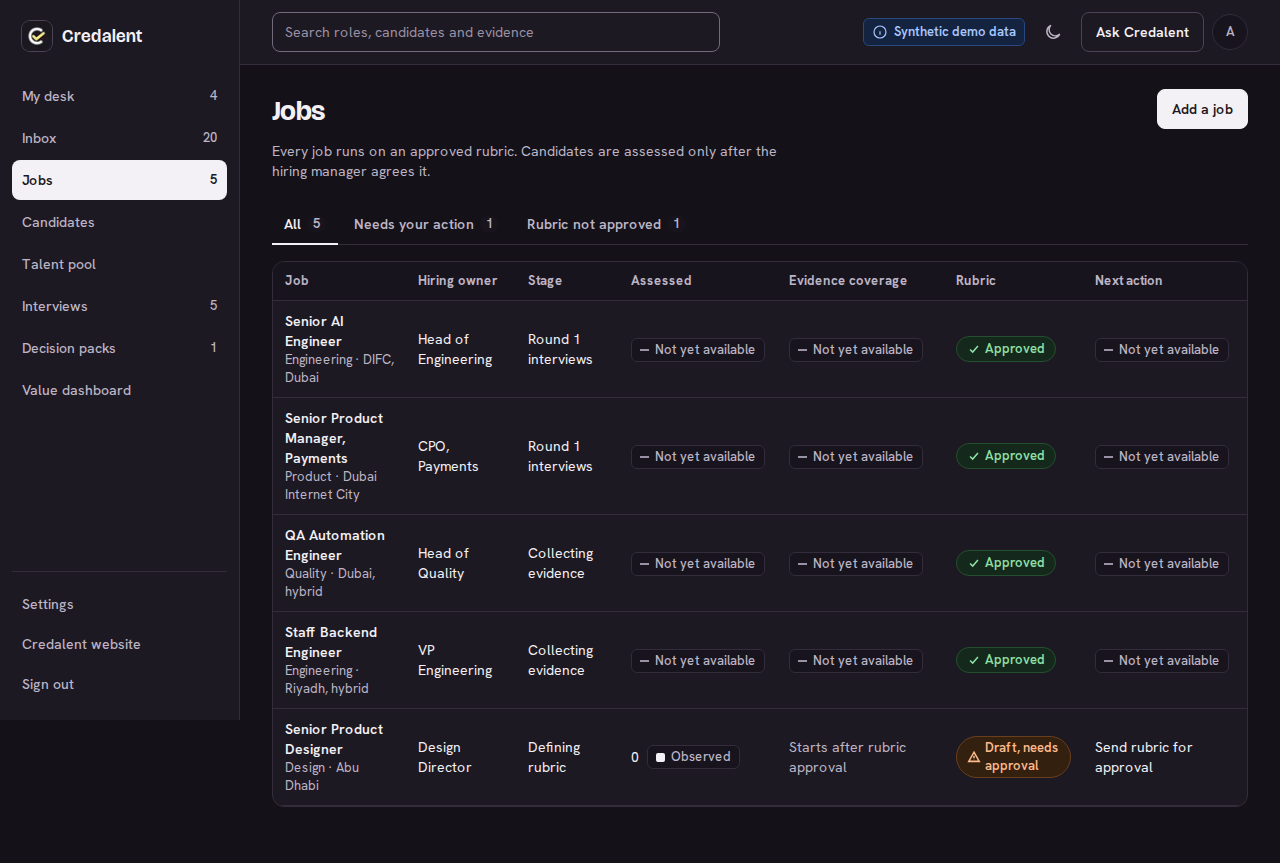 Credalent
Search roles, candidates and evidence
Synthetic demo data
Ask Credalent
A
My desk 4
Inbox 20
Jobs 5
Candidates
Talent pool
Interviews 5
Decision packs 1
Value dashboard
Settings
Credalent website
Sign out
Jobs
Add a job
Every job runs on an approved rubric. Candidates are assessed only after the
hiring manager agrees it.
All 5 Needs your action 1 Rubric not approved 1
Job Hiring owner Stage Assessed Evidence coverage Rubric Next action
Senior AI
Engineer
Engineering · DIFC,
Dubai
Head of
Engineering
Round 1
interviews
Not yet available
Not yet available
Approved
Not yet available
Senior Product
Manager,
Payments
Product · Dubai
Internet City
CPO,
Payments
Round 1
interviews
Not yet available
Not yet available
Approved
Not yet available
QA Automation
Engineer
Quality · Dubai,
hybrid
Head of
Quality
Collecting
evidence
Not yet available
Not yet available
Approved
Not yet available
Staff Backend
Engineer
Engineering ·
Riyadh, hybrid
VP
Engineering
Collecting
evidence
Not yet available
Not yet available
Approved
Not yet available
Senior Product
Designer
Design · Abu
Dhabi
Design
Director
Defining
rubric
0 Observed
Starts after rubric
approval
Draft, needs
approval
Send rubric for
approval